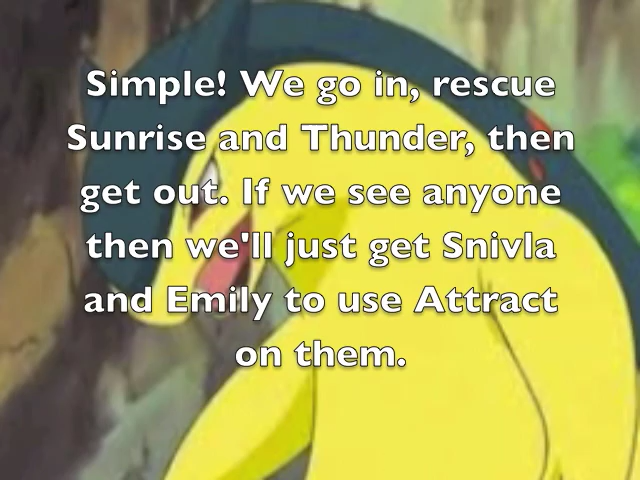 Simple! We go in, rescue
Sunrise and Thunder, then
get out. If we see anyone
then we'll just get Snivla
and Emily to use Attract
on them.